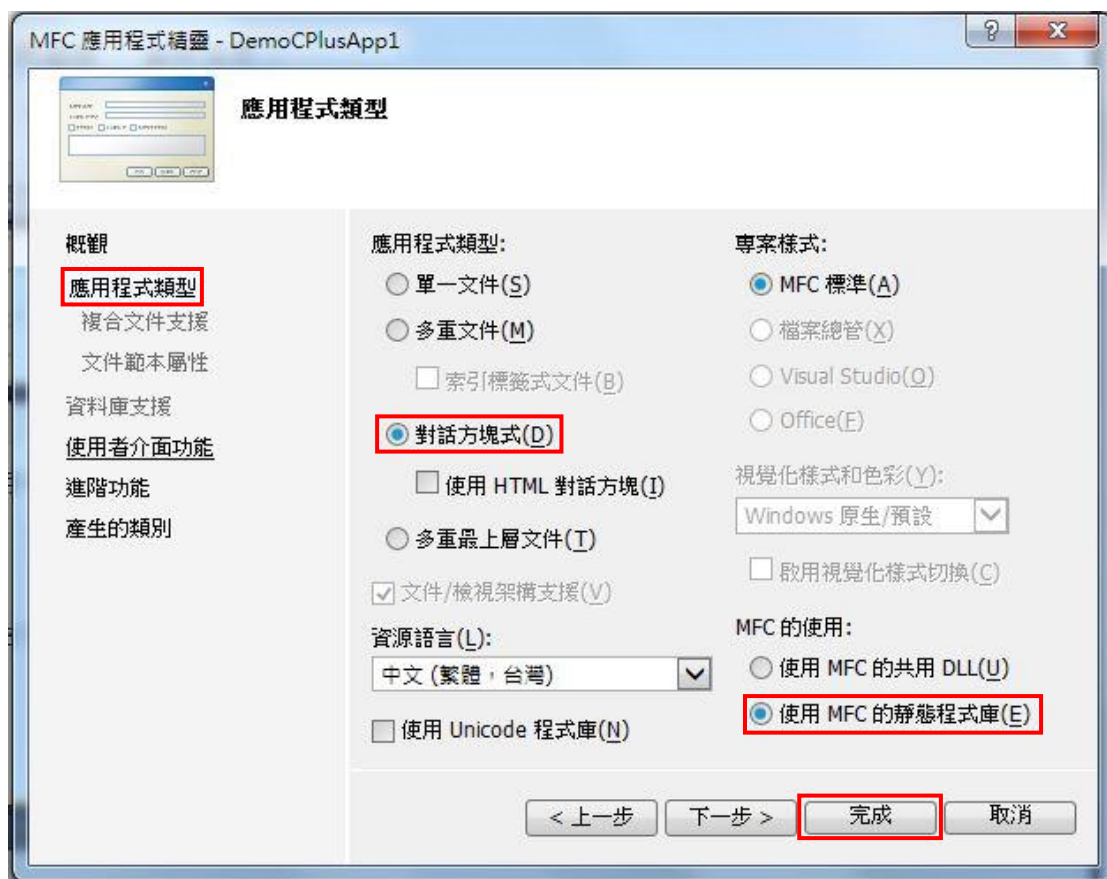 MFC 應用程式精靈 - DemoCPlusApp1
應用程式類型
概觀
應用程式類型
複合文件支援
文件範本屬性
資料庫支援
使用者介面功能
進階功能
產生的類別
應用程式類型:
單一文件(S)
多重文件(M)
索引標籤式文件(B)
對話方塊式(D)
使用 HTML 對話方塊(I)
多重最上層文件(T)
文件/檢視架構支援(V)
資源語言(L):
中文 (繁體，台灣)
使用 Unicode 程式庫(N)
專案樣式:
MFC 標準(A)
檔案總管(X)
Visual Studio(O)
Office(F)
視覺化樣式和色彩(Y):
Windows 原生/預設
啟用視覺化樣式切換(C)
MFC 的使用:
使用 MFC 的共用 DLL(U)
使用 MFC 的靜態程式庫(E)
< 上一步
下一步 >
完成
取消